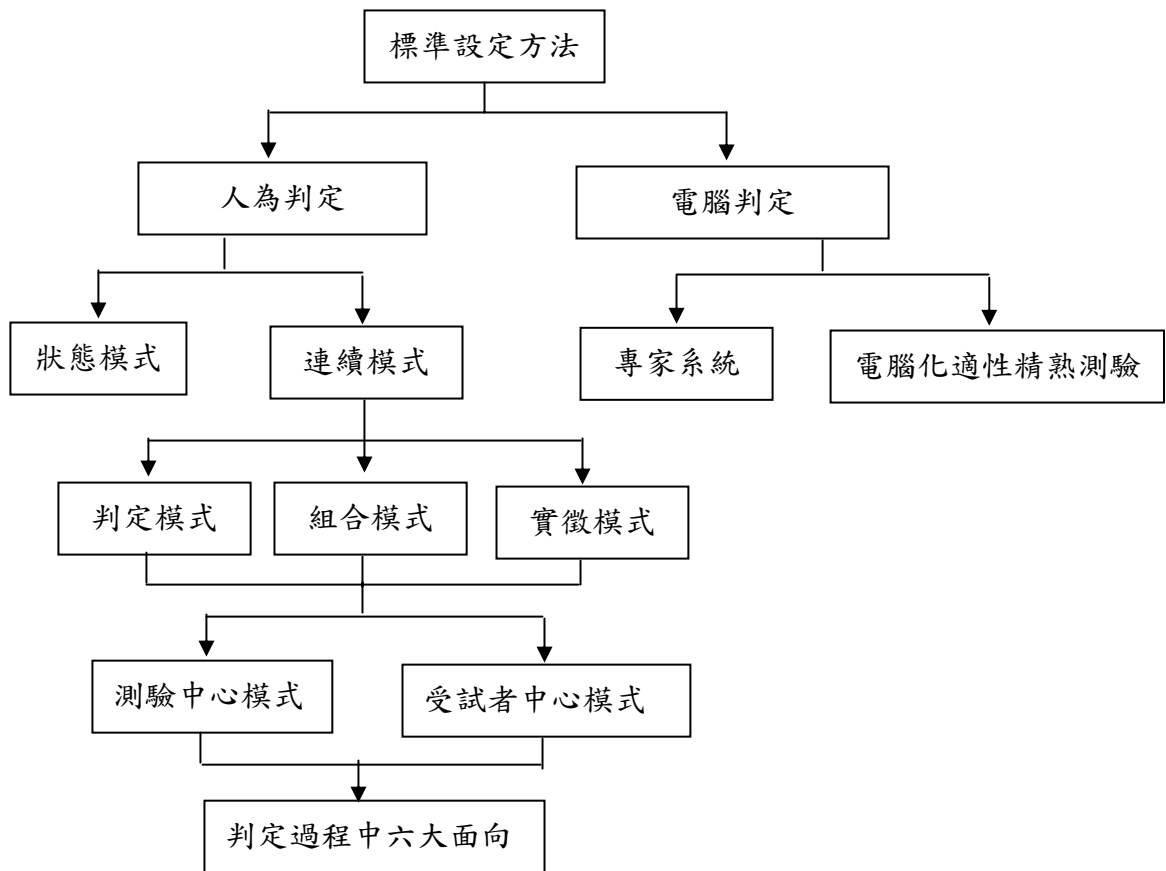 標準設定方法
人為判定
電腦判定
狀態模式
連續模式
專家系統
電腦化適性精熟測驗
判定模式
組合模式
實徵模式
測驗中心模式
受試者中心模式
判定過程中六大面向